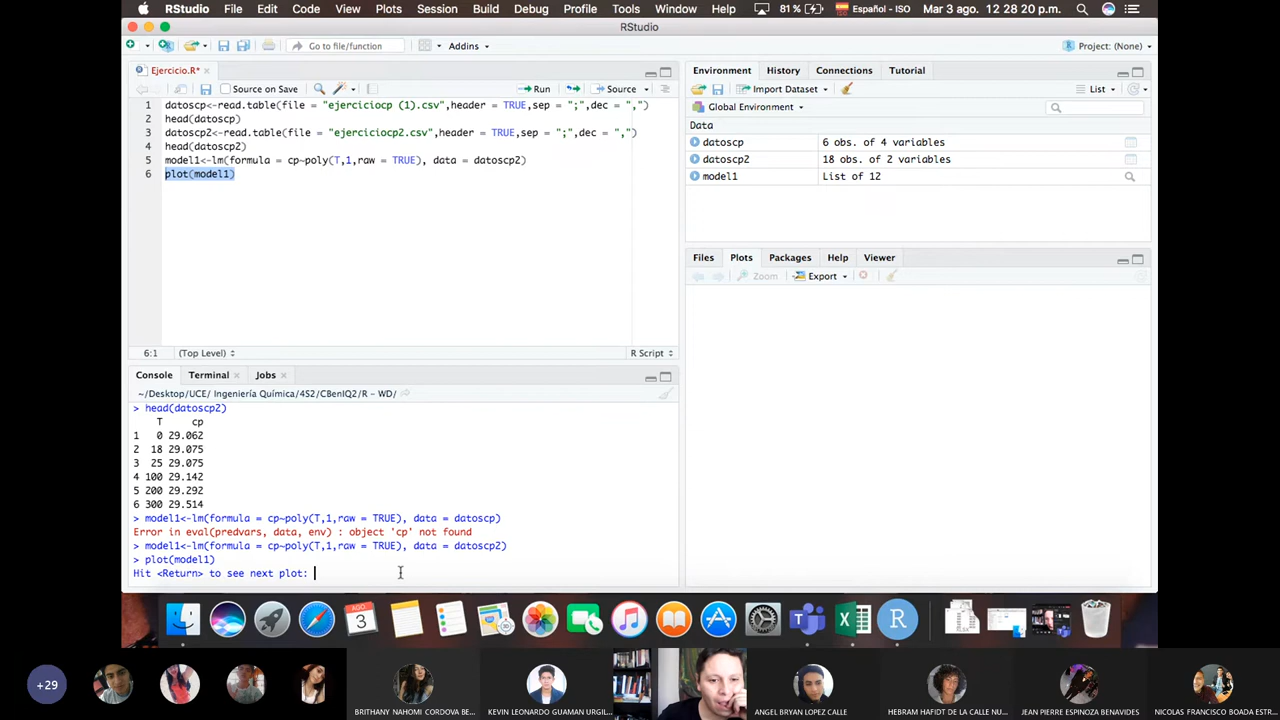 RStudio File Edit Code View Plots Session Build Debug Profile Tools Window Help 81% Español - ISO Mar 3 ago. 12 28 20 p.m.
RStudio
Go to file/function Addins Project: (None)
Ejercicio.R*
Source on Save Run Source
1 datoscp<-read.table(file = "ejerciciocp (1).csv",header = TRUE,sep = ";",dec = ",")
2 head(datoscp)
3 datoscp2<-read.table(file = "ejerciciocp2.csv",header = TRUE,sep = ";",dec = ",")
4 head(datoscp2)
5 model1<-lm(formula = cp~poly(T,1,raw = TRUE), data = datoscp2)
6 plot(model1)
6:1 (Top Level) R Script
Environment History Connections Tutorial
Import Dataset List
Global Environment
Data
datoscp 6 obs. of 4 variables
datoscp2 18 obs. of 2 variables
model1 List of 12
Files Plots Packages Help Viewer
Zoom Export
Console Terminal Jobs
~/Desktop/UCE/ Ingeniería Química/4S2/CBenIQ2/R - WD/
> head(datoscp2)
T cp
1 0 29.062
2 18 29.075
3 25 29.075
4 100 29.142
5 200 29.292
6 300 29.514
> model1<-lm(formula = cp~poly(T,1,raw = TRUE), data = datoscp)
Error in eval(predvars, data, env) : object 'cp' not found
> model1<-lm(formula = cp~poly(T,1,raw = TRUE), data = datoscp2)
> plot(model1)
Hit <Return> to see next plot:
AGO
3
R
+29
BRITHANY NAHOMI CORDOVA BE...
KEVIN LEONARDO GUAMAN URGIL...
ANGEL BRYAN LOPEZ CALLE
HEBRAM HAFIDT DE LA CALLE NU...
JEAN PIERRE ESPINOZA BENAVIDES
NICOLAS FRANCISCO BOADA ESTR...